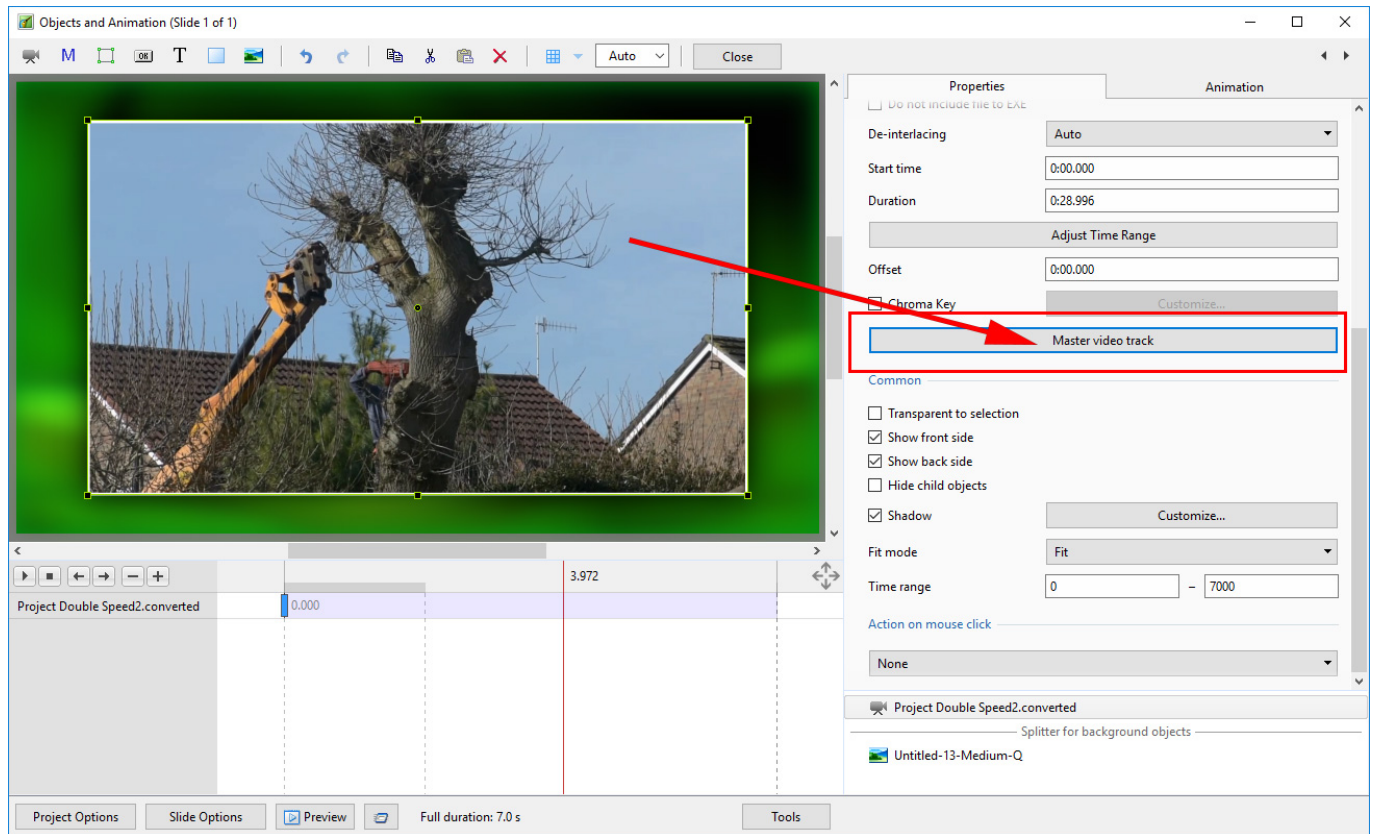 Objects and Animation (Slide 1 of 1)
M OK T Auto Close
Properties Animation
Do not include file to EXE
De-interlacing Auto
Start time 0:00.000
Duration 0:28.996
Adjust Time Range
Offset 0:00.000
Chroma Key Customize...
Master video track
Common
Transparent to selection
Show front side
Show back side
Hide child objects
Shadow Customize...
Fit mode Fit
Time range 0 – 7000
Action on mouse click
None
3.972
Project Double Speed2.converted 0.000
Project Double Speed2.converted
Splitter for background objects
Untitled-13-Medium-Q
Project Options Slide Options Preview Full duration: 7.0 s Tools